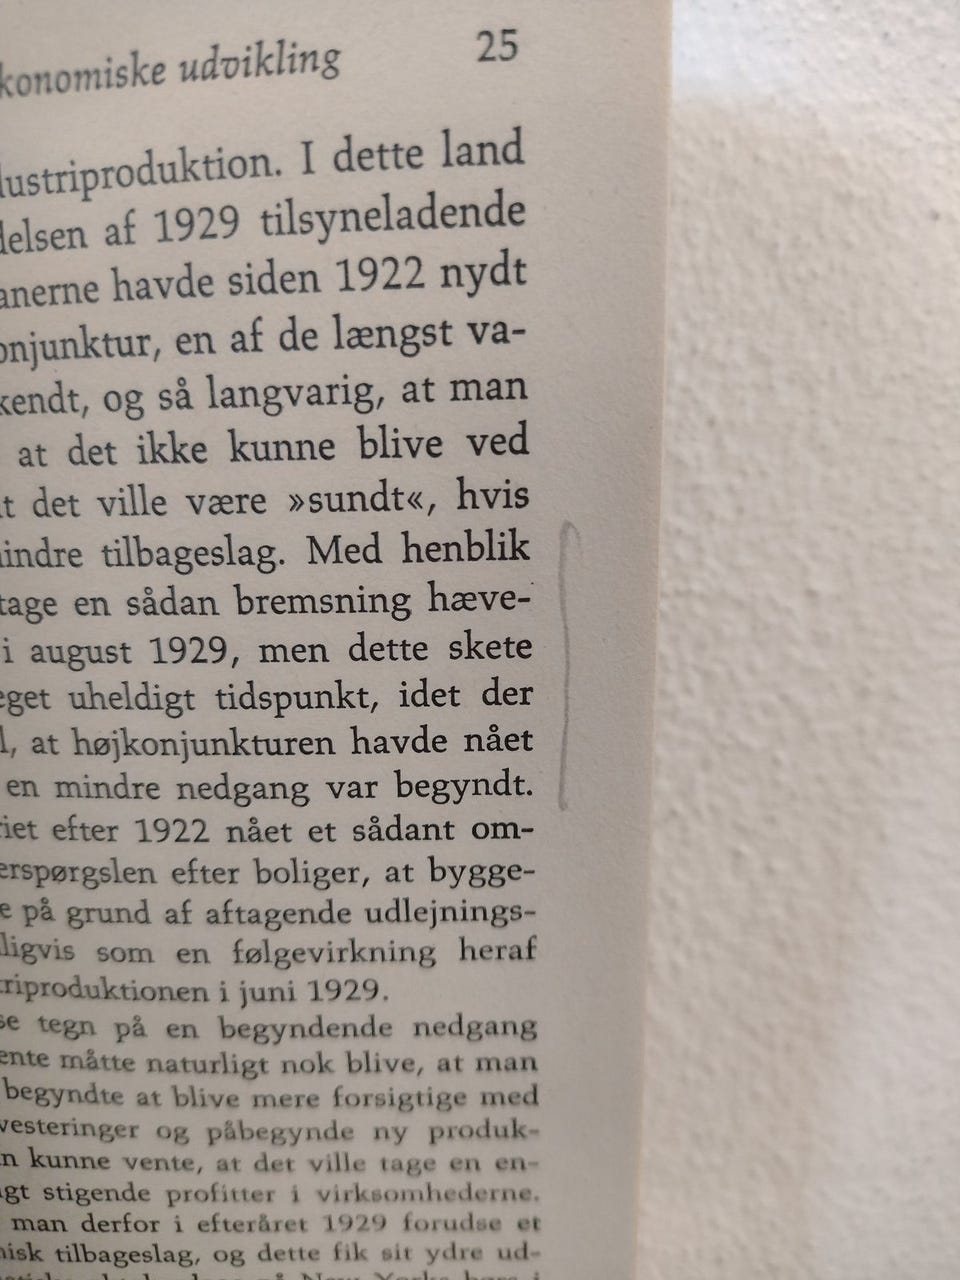 konomiske udvikling 25
lustriproduktion. I dette land
delsen af 1929 tilsyneladende
anerne havde siden 1922 nydt
onjunktur, en af de længst va-
kendt, og så langvarig, at man
at det ikke kunne blive ved
t det ville være »sundt«, hvis
indre tilbageslag. Med henblik
tage en sådan bremsning hæve-
i august 1929, men dette skete
eget uheldigt tidspunkt, idet der
l, at højkonjunkturen havde nået
en mindre nedgang var begyndt.
riet efter 1922 nået et sådant om-
erspørgslen efter boliger, at bygge-
e på grund af aftagende udlejnings-
ligvis som en følgevirkning heraf
riproduktionen i juni 1929.
se tegn på en begyndende nedgang
ente måtte naturligt nok blive, at man
begyndte at blive mere forsigtige med
vesteringer og påbegynde ny produk-
n kunne vente, at det ville tage en en-
gt stigende profitter i virksomhederne.
man derfor i efteråret 1929 forudse et
isk tilbageslag, og dette fik sit ydre ud-